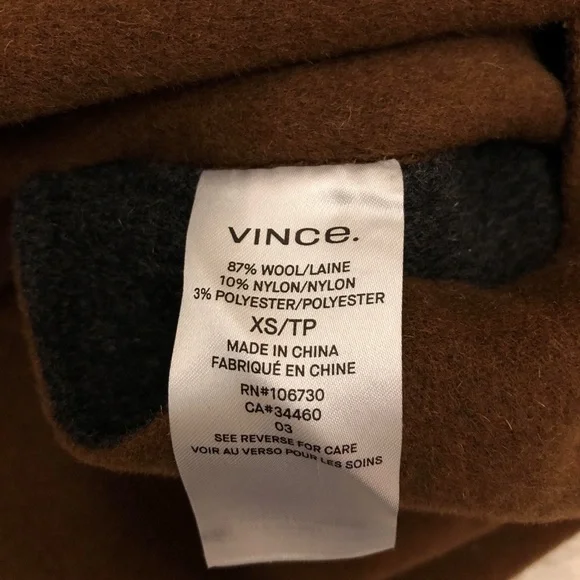 VINCE.
87% WOOL/LAINE
10% NYLON/NYLON
3% POLYESTER/POLYESTER
XS/TP
MADE IN CHINA
FABRIQUÉ EN CHINE
RN#106730
CA#34460
03
SEE REVERSE FOR CARE
VOIR AU VERSO POUR LES SOINS